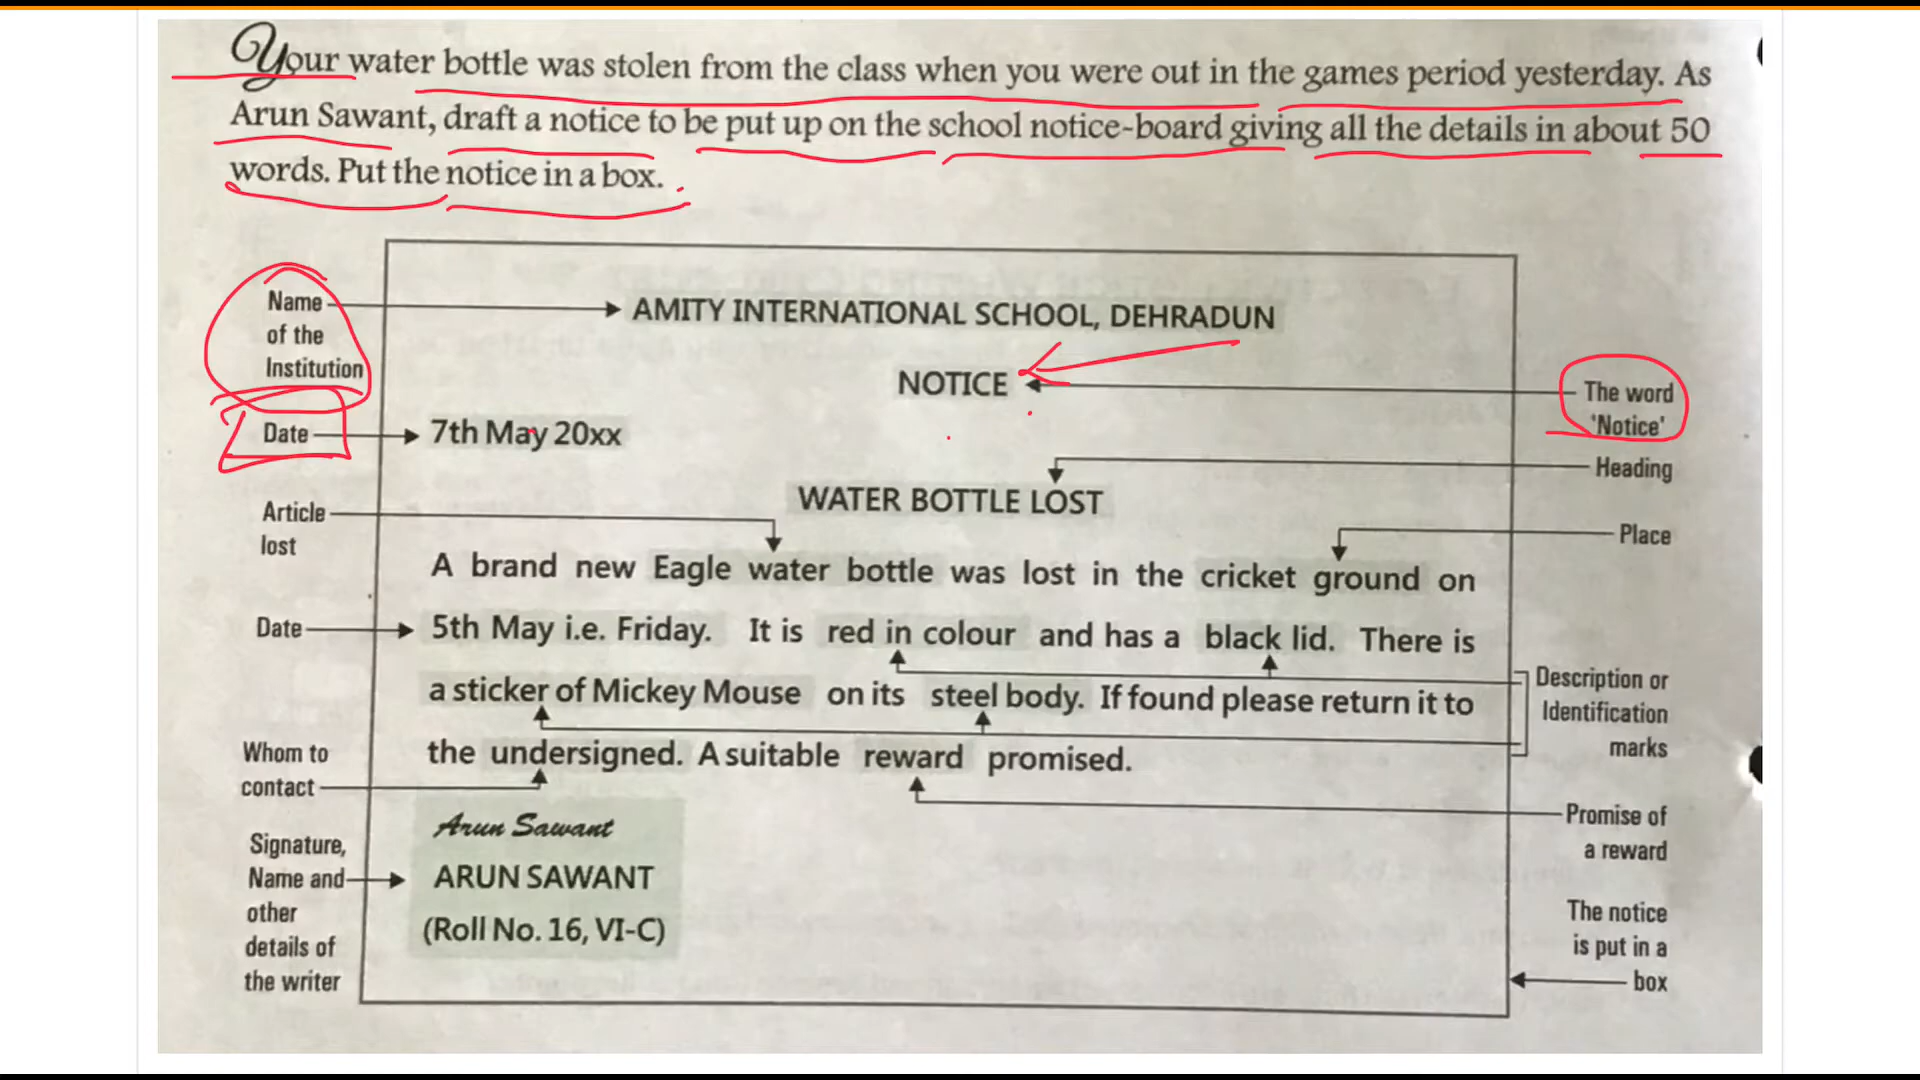 Your water bottle was stolen from the class when you were out in the games period yesterday. As
Arun Sawant, draft a notice to be put up on the school notice-board giving all the details in about 50
words. Put the notice in a box.
Name
of the
Institution
AMITY INTERNATIONAL SCHOOL, DEHRADUN
NOTICE
The word
'Notice'
Date
7th May 20xx
Heading
WATER BOTTLE LOST
Article
lost
Place
A brand new Eagle water bottle was lost in the cricket ground on
Date
5th May i.e. Friday. It is red in colour and has a black lid. There is
a sticker of Mickey Mouse on its steel body. If found please return it to
Description or
Identification
marks
the undersigned. A suitable reward promised.
Whom to
contact
Promise of
a reward
Arun Sawant
ARUN SAWANT
(Roll No. 16, VI-C)
Signature,
Name and
other
details of
the writer
The notice
is put in a
box